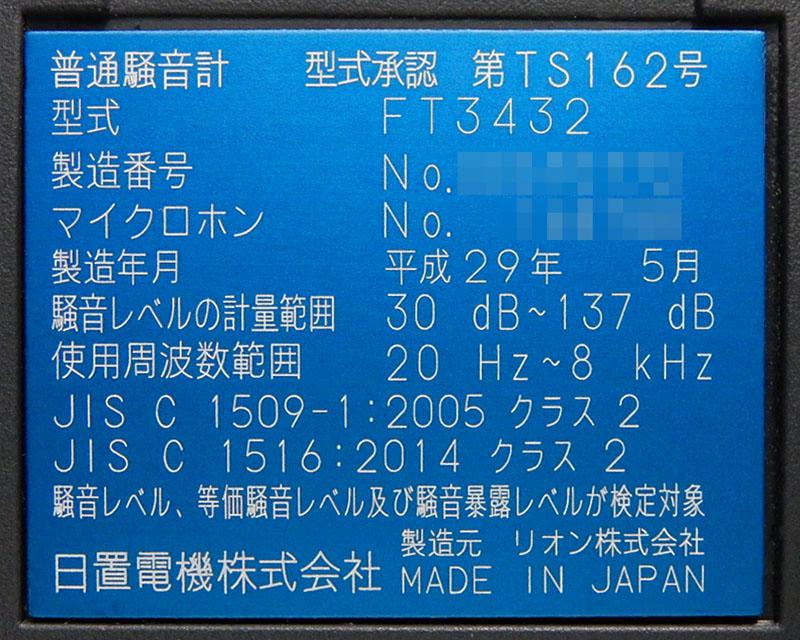 普通騒音計 型式承認 第TS162号
型式 FT3432
製造番号 No.
マイクロホン No.
製造年月 平成29年 5月
騒音レベルの計量範囲 30 dB~137 dB
使用周波数範囲 20 Hz~8 kHz
JIS C 1509-1:2005 クラス 2
JIS C 1516:2014 クラス 2
騒音レベル、等価騒音レベル及び騒音暴露レベルが検定対象
製造元 リオン株式会社
日置電機株式会社 MADE IN JAPAN